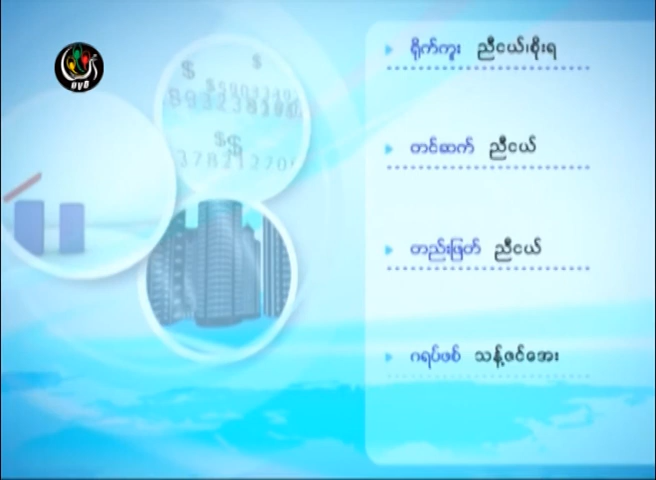 ရိုက်ကူး ညီငယ်၊စိုးရ
တင်ဆက် ညီငယ်
တည်းဖြတ် ညီငယ်
ဂရပ်ဖစ် သန့်ဇင်အေး